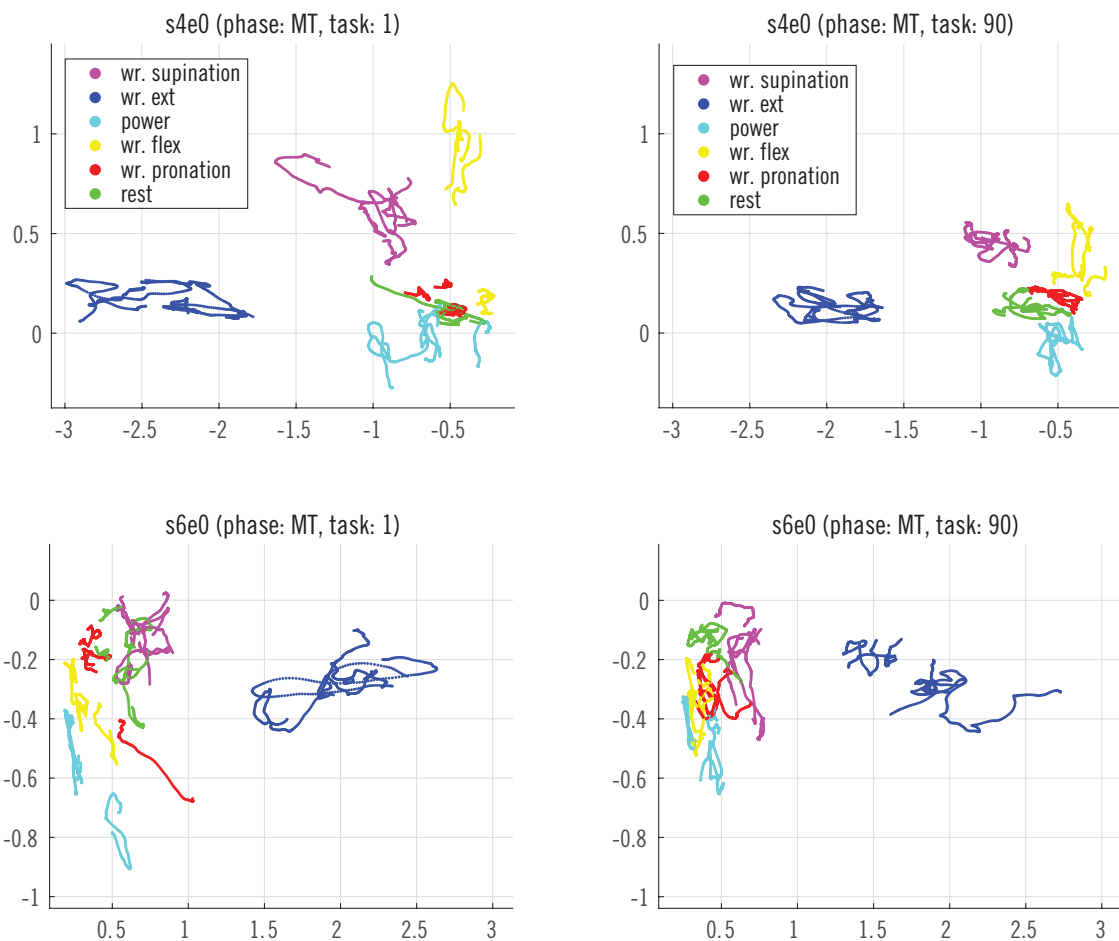 s4e0 (phase: MT, task: 1)
wr. supination
wr. ext
power
wr. flex
wr. pronation
rest
1
0.5
0
-3
-2.5
-2
-1.5
-1
-0.5
s4e0 (phase: MT, task: 90)
wr. supination
wr. ext
power
wr. flex
wr. pronation
rest
1
0.5
0
-3
-2.5
-2
-1.5
-1
-0.5
s6e0 (phase: MT, task: 1)
0
-0.2
-0.4
-0.6
-0.8
-1
0.5
1
1.5
2
2.5
3
s6e0 (phase: MT, task: 90)
0
-0.2
-0.4
-0.6
-0.8
-1
0.5
1
1.5
2
2.5
3